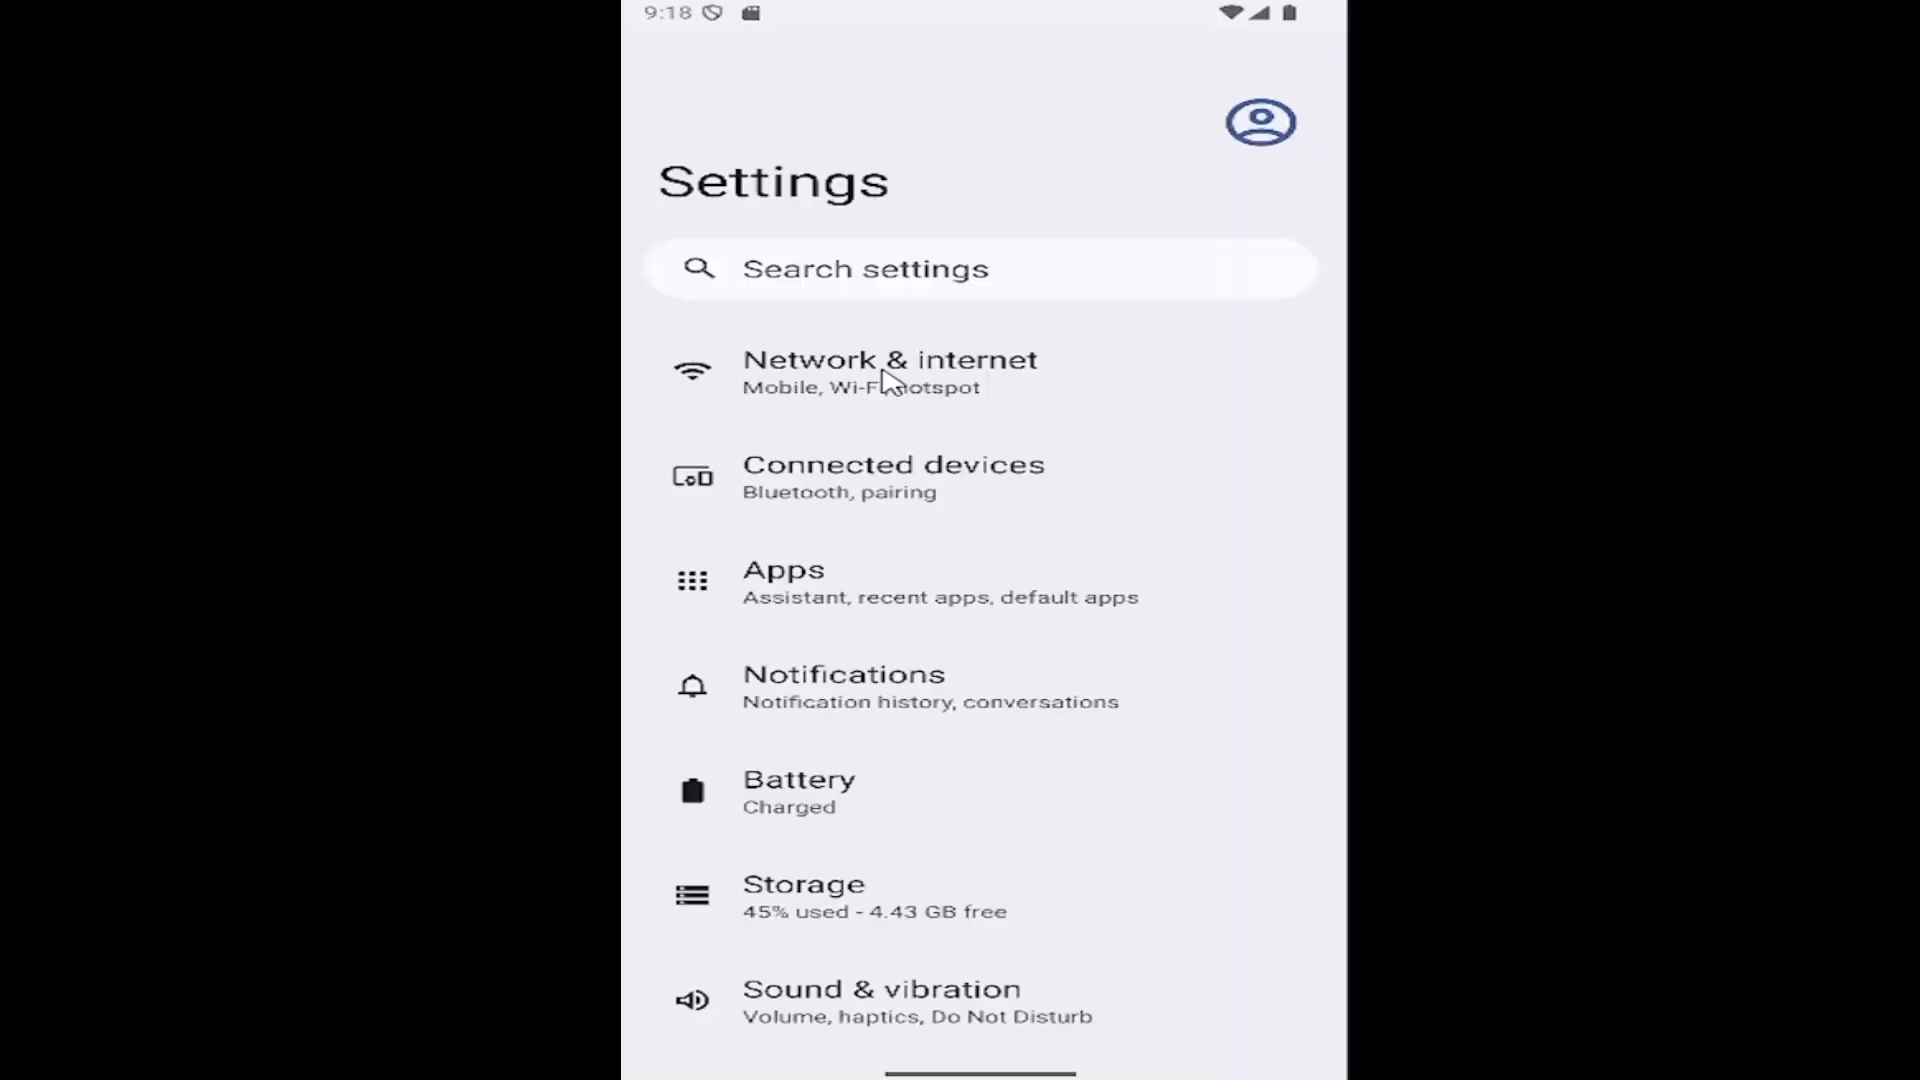 9:18
Settings
Search settings
Network & internet
Mobile, Wi-Fi, hotspot
Connected devices
Bluetooth, pairing
Apps
Assistant, recent apps, default apps
Notifications
Notification history, conversations
Battery
Charged
Storage
45% used - 4.43 GB free
Sound & vibration
Volume, haptics, Do Not Disturb